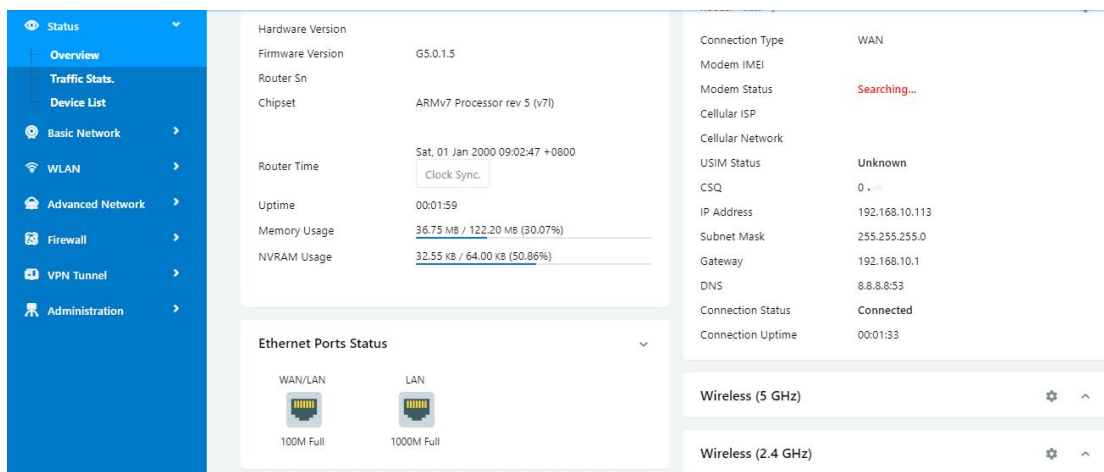 Status
Overview
Traffic Stats.
Device List
Basic Network
WLAN
Advanced Network
Firewall
VPN Tunnel
Administration
Hardware Version
Firmware Version G5.0.1.5
Router Sn
Chipset ARMv7 Processor rev 5 (v7l)
Router Time Sat, 01 Jan 2000 09:02:47 +0800
Clock Sync.
Uptime 00:01:59
Memory Usage 36.75 MB / 122.20 MB (30.07%)
NVRAM Usage 32.55 KB / 64.00 KB (50.86%)
Ethernet Ports Status
WAN/LAN LAN
100M Full 1000M Full
Connection Type WAN
Modem IMEI
Modem Status Searching...
Cellular ISP
Cellular Network
USIM Status Unknown
CSQ 0
IP Address 192.168.10.113
Subnet Mask 255.255.255.0
Gateway 192.168.10.1
DNS 8.8.8.8:53
Connection Status Connected
Connection Uptime 00:01:33
Wireless (5 GHz)
Wireless (2.4 GHz)